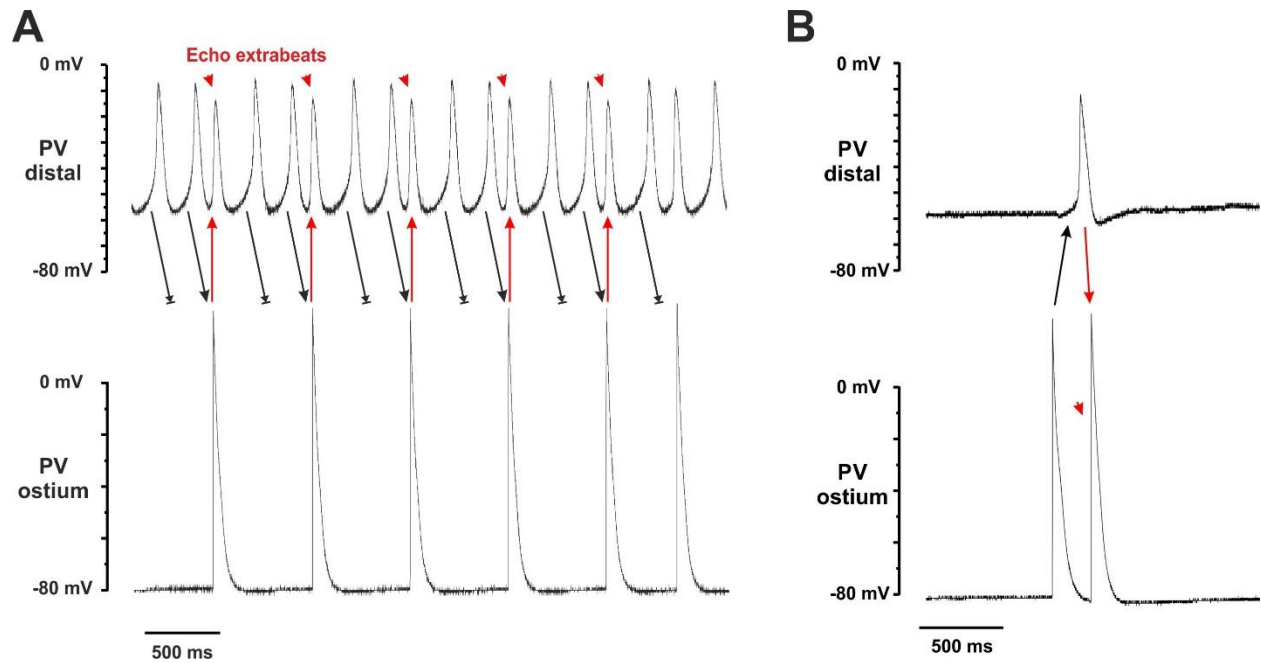 A
Echo extrabeats
0 mV
PV
distal
-80 mV
0 mV
PV
ostium
-80 mV
500 ms
B
0 mV
PV
distal
-80 mV
0 mV
PV
ostium
-80 mV
500 ms